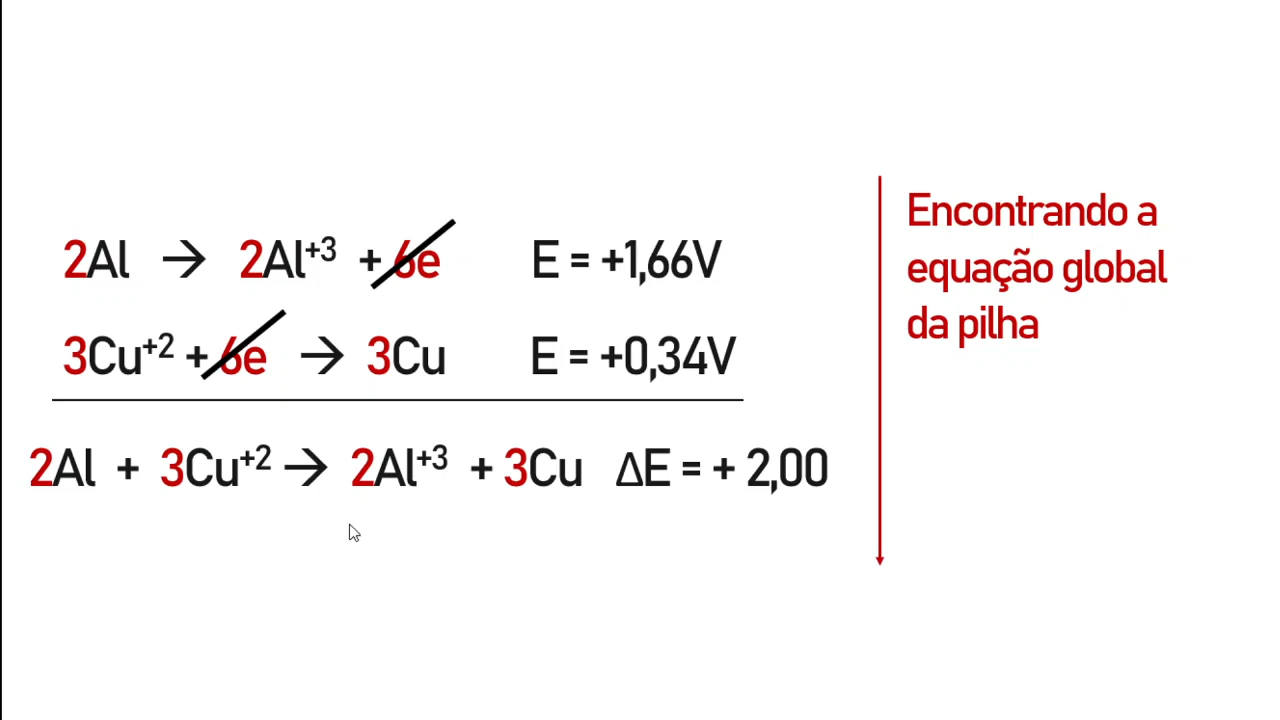 2Al → 2Al⁺³ + 6e E = +1,66V
3Cu⁺² + 6e → 3Cu E = +0,34V
2Al + 3Cu⁺² → 2Al⁺³ + 3Cu ΔE = + 2,00
Encontrando a
equação global
da pilha